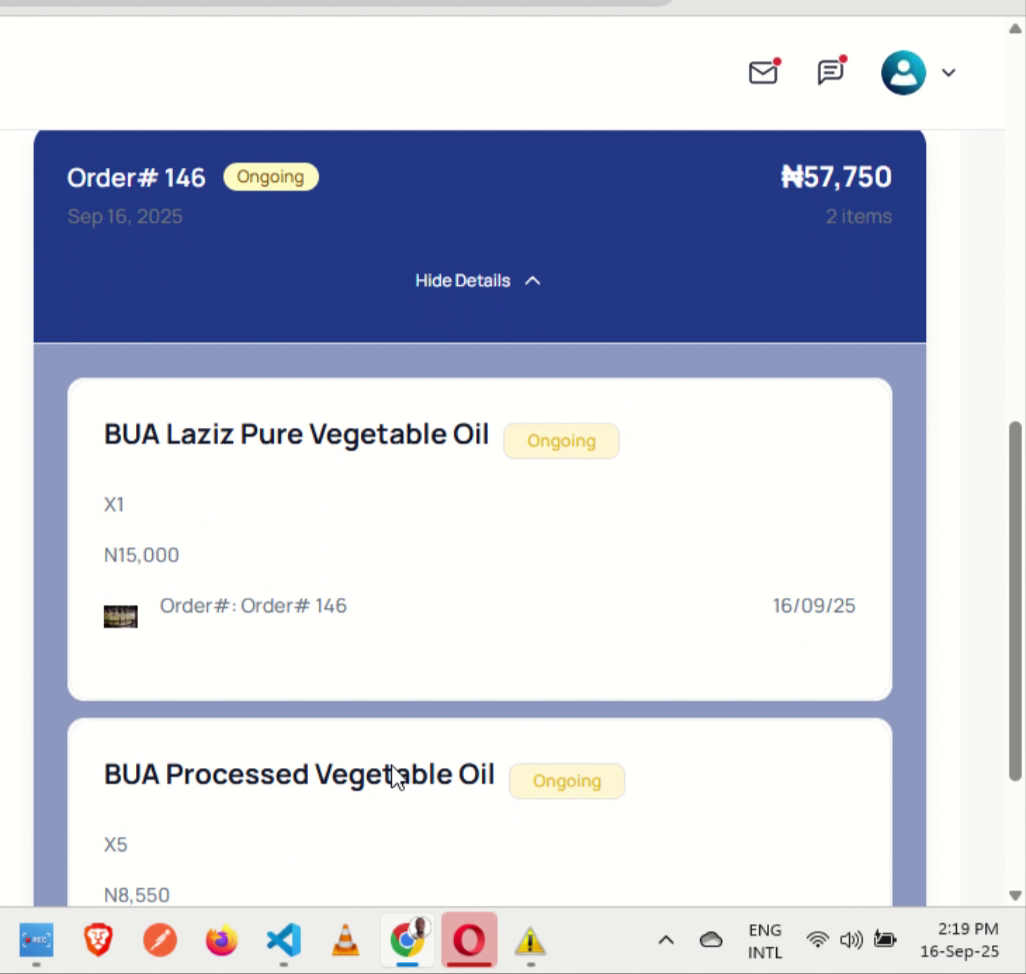 Order# 146 Ongoing ₦57,750
Sep 16, 2025 2 items
Hide Details
BUA Laziz Pure Vegetable Oil Ongoing
X1
N15,000
Order#: Order# 146 16/09/25
BUA Processed Vegetable Oil Ongoing
X5
N8,550
REC
ENG 2:19 PM
INTL 16-Sep-25